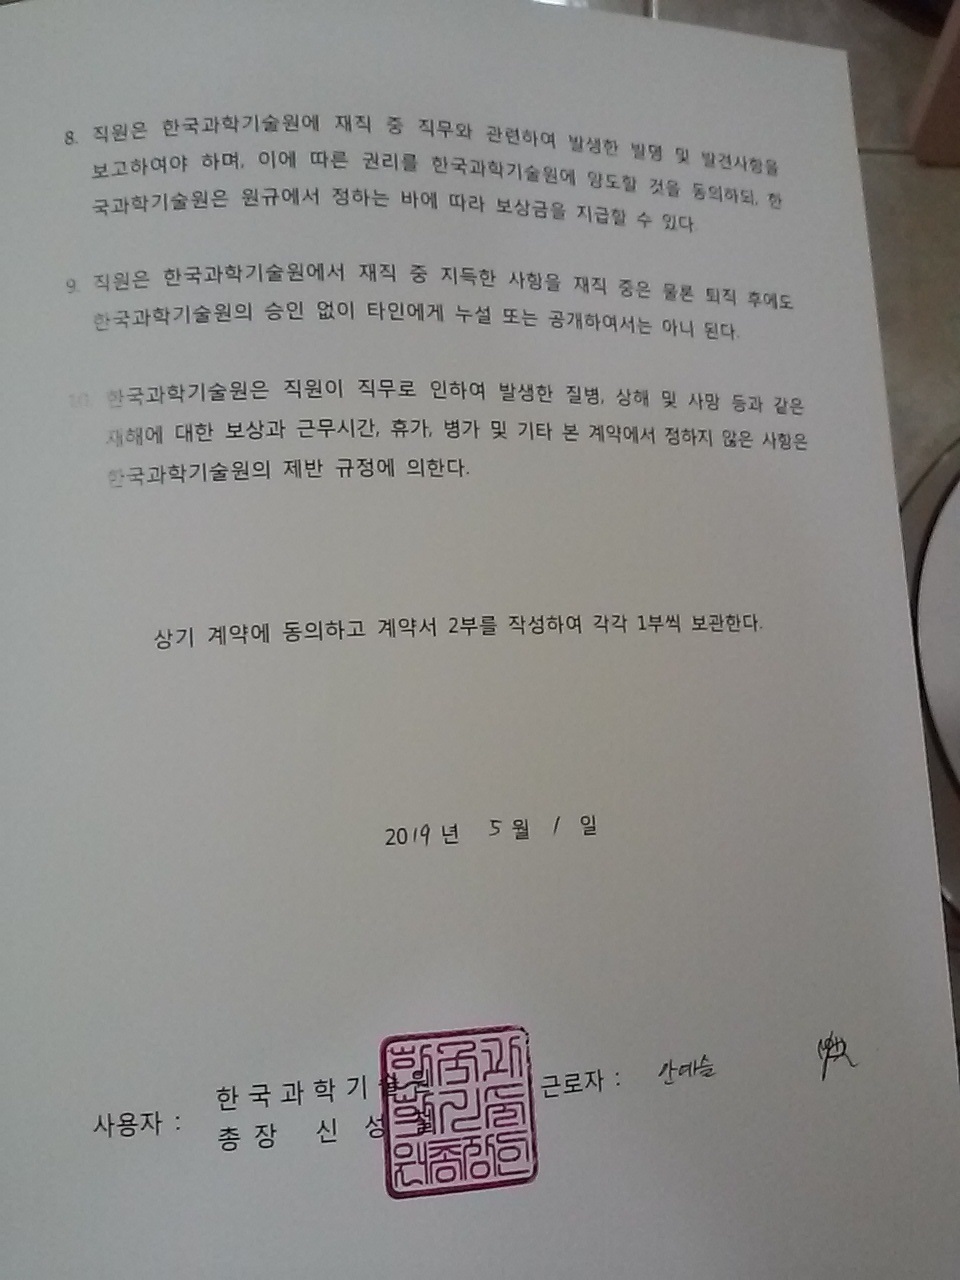 8. 직원은 한국과학기술원에 재직 중 직무와 관련하여 발생한 발명 및 발견사항을
보고하여야 하며, 이에 따른 권리를 한국과학기술원에 양도할 것을 동의하되, 한
국과학기술원은 원규에서 정하는 바에 따라 보상금을 지급할 수 있다.
9. 직원은 한국과학기술원에서 재직 중 지득한 사항을 재직 중은 물론 퇴직 후에도
한국과학기술원의 승인 없이 타인에게 누설 또는 공개하여서는 아니 된다.
10. 한국과학기술원은 직원이 직무로 인하여 발생한 질병, 상해 및 사망 등과 같은
재해에 대한 보상과 근무시간, 휴가, 병가 및 기타 본 계약에서 정하지 않은 사항은
한국과학기술원의 제반 규정에 의한다.
상기 계약에 동의하고 계약서 2부를 작성하여 각각 1부씩 보관한다.
2019 년 5 월 1 일
사용자 : 한국과학기술원 근로자 :
총장 신성철
한국과
학기술
원총장인